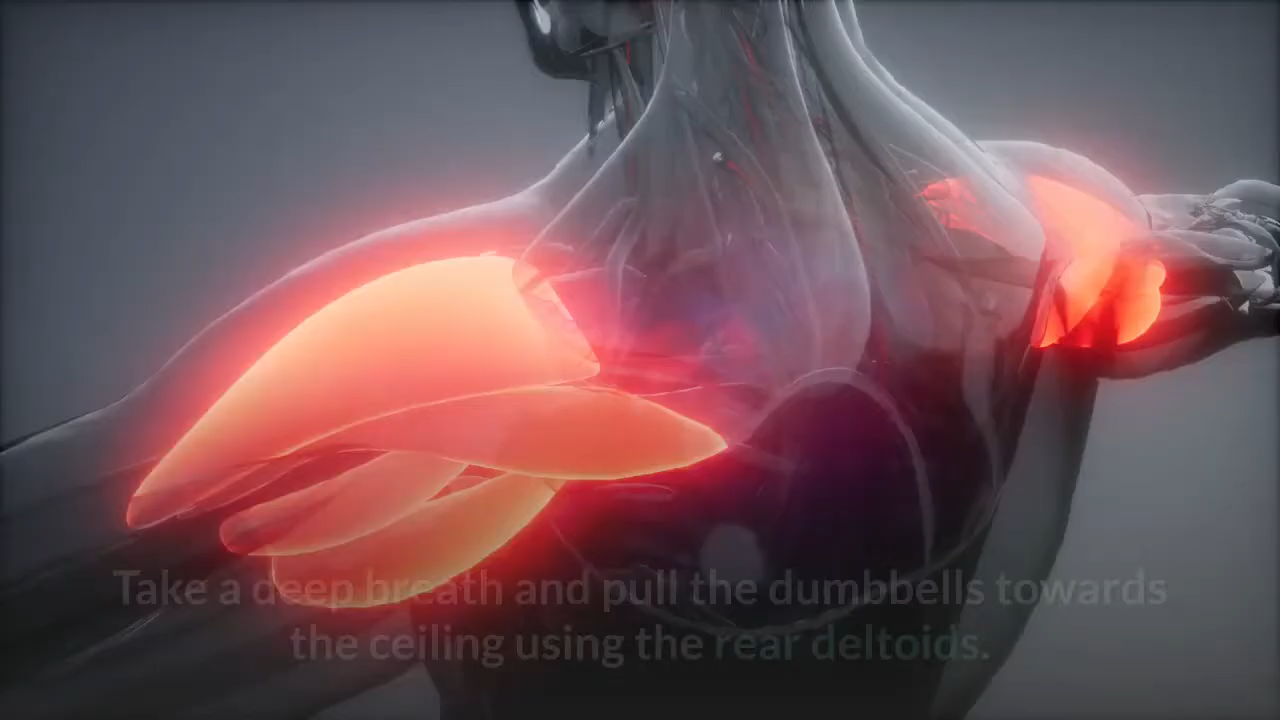 Take a deep breath and pull the dumbbells towards
the ceiling using the rear deltoids.